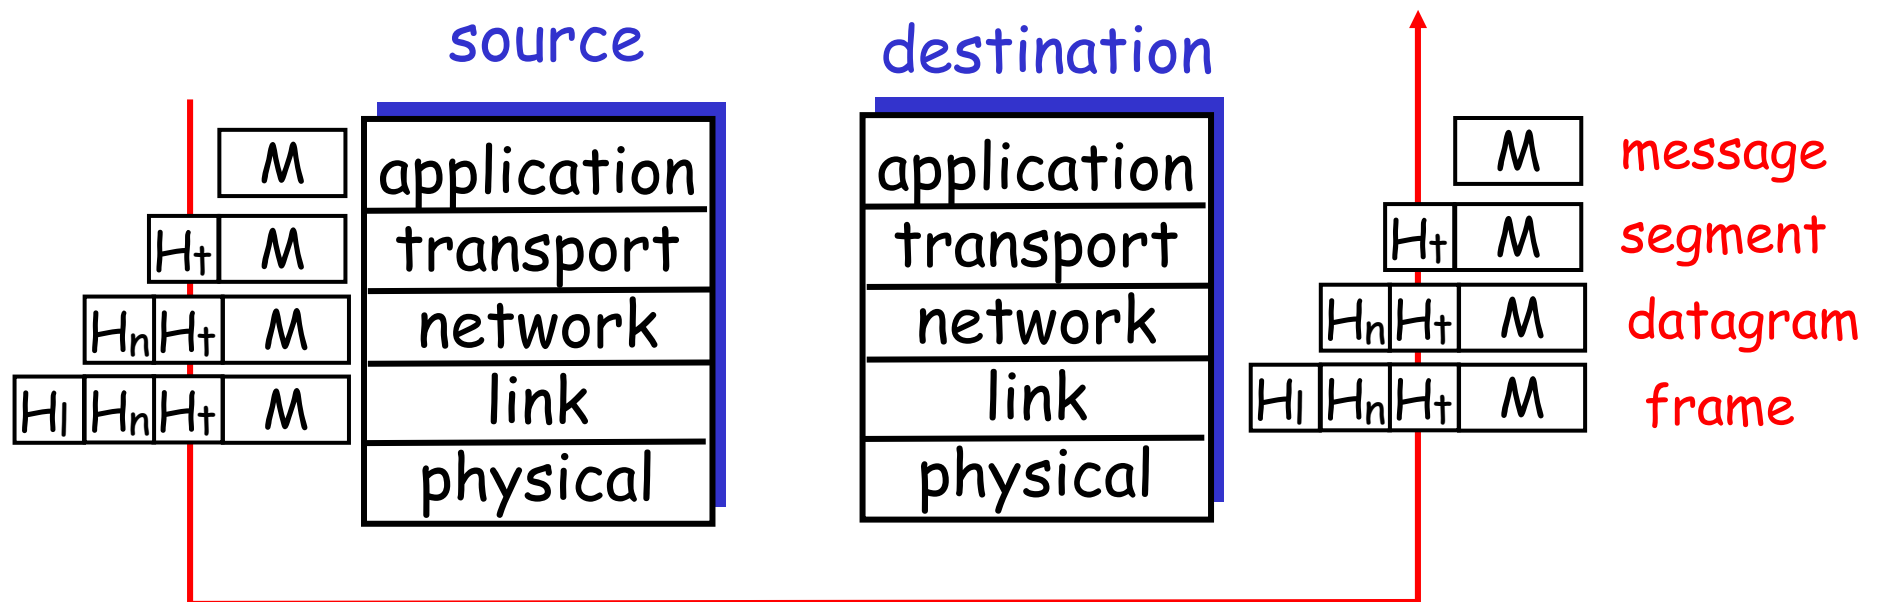 source destination
M application application M message
Ht M transport transport Ht M segment
Hn Ht M network network Hn Ht M datagram
Hl Hn Ht M link link Hl Hn Ht M frame
physical physical